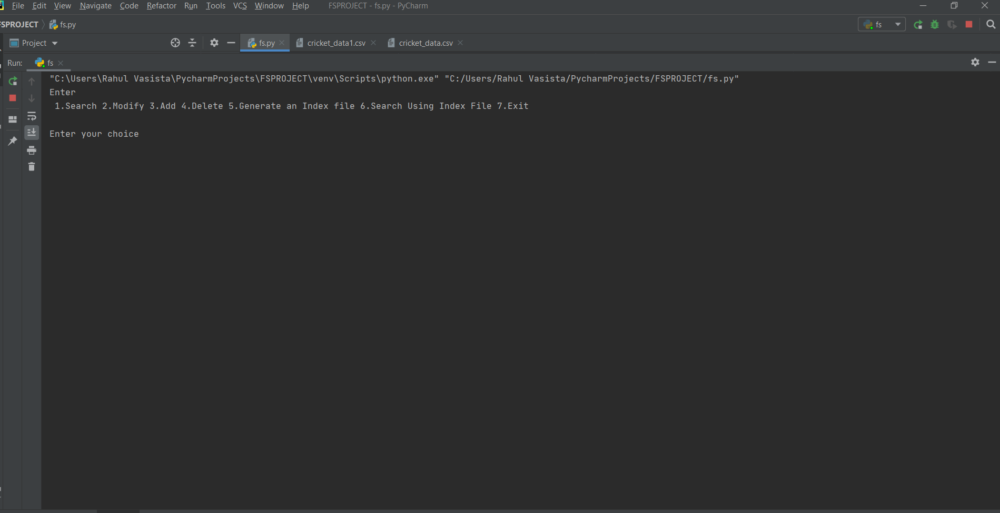 File Edit View Navigate Code Refactor Run Tools VCS Window Help FSPROJECT - fs.py - PyCharm
FSPROJECT fs.py fs
Project fs.py cricket_data1.csv cricket_data.csv
Run: fs
"C:\Users\Rahul Vasista\PycharmProjects\FSPROJECT\venv\Scripts\python.exe" "C:/Users/Rahul Vasista/PycharmProjects/FSPROJECT/fs.py"
Enter
1.Search 2.Modify 3.Add 4.Delete 5.Generate an Index file 6.Search Using Index File 7.Exit
Enter your choice